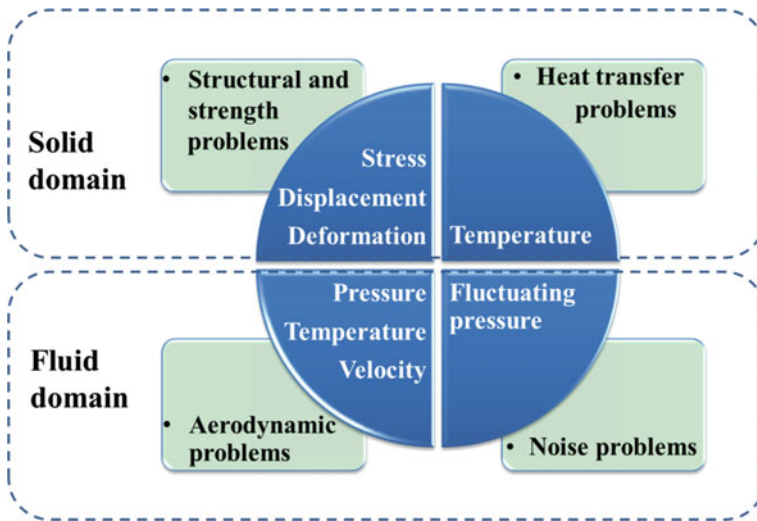 Solid
domain
• Structural and
strength
problems
Stress
Displacement
Deformation
• Heat transfer
problems
Temperature
Fluid
domain
Pressure
Temperature
Velocity
• Aerodynamic
problems
Fluctuating
pressure
• Noise problems